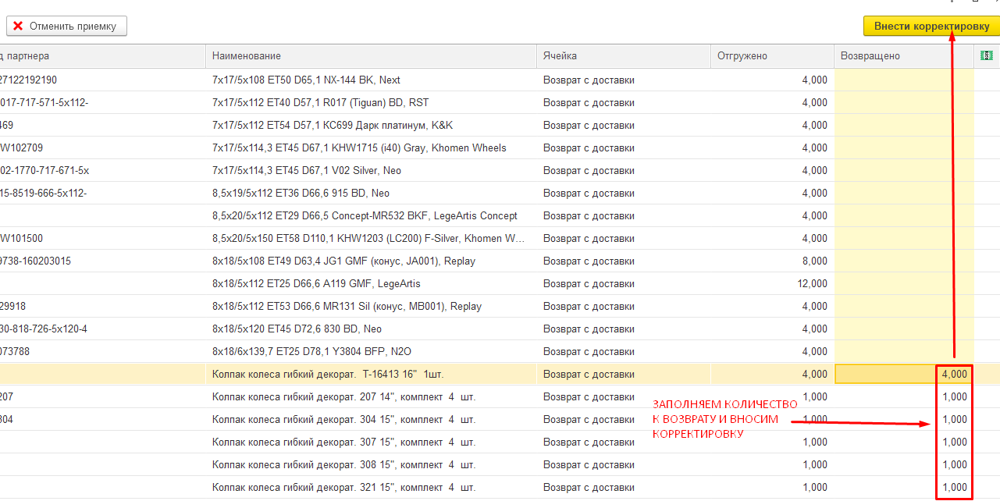 Отменить приемку Внести корректировку
д партнера Наименование Ячейка Отгружено Возвращено
27122192190 7x17/5x108 ET50 D65,1 NX-144 BK, Next Возврат с доставки 4,000
017-717-571-5x112- 7x17/5x112 ET40 D57,1 R017 (Tiguan) BD, RST Возврат с доставки 4,000
469 7x17/5x112 ET54 D57,1 КС699 Дарк платинум, K&K Возврат с доставки 4,000
W102709 7x17/5x114,3 ET45 D67,1 KHW1715 (i40) Gray, Khomen Wheels Возврат с доставки 4,000
02-1770-717-671-5x 7x17/5x114,3 ET45 D67,1 V02 Silver, Neo Возврат с доставки 4,000
15-8519-666-5x112- 8,5x19/5x112 ET36 D66,6 915 BD, Neo Возврат с доставки 4,000
8,5x20/5x112 ET29 D66,5 Concept-MR532 BKF, LegeArtis Concept Возврат с доставки 4,000
W101500 8,5x20/5x150 ET58 D110,1 KHW1203 (LC200) F-Silver, Khomen W... Возврат с доставки 4,000
9738-160203015 8x18/5x108 ET49 D63,4 JG1 GMF (конус, JA001), Replay Возврат с доставки 8,000
8x18/5x112 ET25 D66,6 A119 GMF, LegeArtis Возврат с доставки 12,000
29918 8x18/5x112 ET53 D66,6 MR131 Sil (конус, MB001), Replay Возврат с доставки 4,000
30-818-726-5x120-4 8x18/5x120 ET45 D72,6 830 BD, Neo Возврат с доставки 4,000
073788 8x18/6x139,7 ET25 D78,1 Y3804 BFP, N2O Возврат с доставки 4,000
Колпак колеса гибкий декорат. Т-16413 16" 1шт. Возврат с доставки 4,000 4,000
207 Колпак колеса гибкий декорат. 207 14", комплект 4 шт. Возврат с доставки 1,000 1,000
ЗАПОЛНЯЕМ КОЛИЧЕСТВО
304 Колпак колеса гибкий декорат. 304 15", комплект 4 шт. Возврат с доставки 1,000 1,000
К ВОЗВРАТУ И ВНОСИМ
КОРРЕКТИРОВКУ
Колпак колеса гибкий декорат. 307 15", комплект 4 шт. Возврат с доставки 1,000 1,000
Колпак колеса гибкий декорат. 308 15", комплект 4 шт. Возврат с доставки 1,000 1,000
Колпак колеса гибкий декорат. 321 15", комплект 4 шт. Возврат с доставки 1,000 1,000